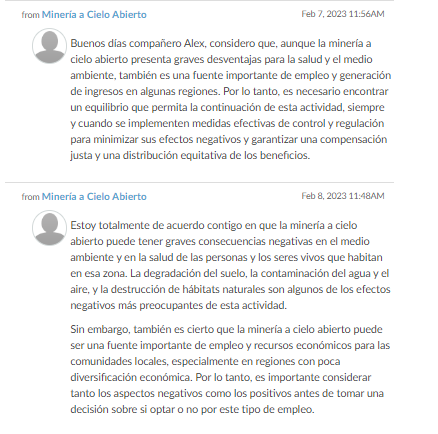 from Minería a Cielo Abierto Feb 7, 2023 11:56AM
Buenos días compañero Alex, considero que, aunque la minería a
cielo abierto presenta graves desventajas para la salud y el medio
ambiente, también es una fuente importante de empleo y generación
de ingresos en algunas regiones. Por lo tanto, es necesario encontrar
un equilibrio que permita la continuación de esta actividad, siempre
y cuando se implementen medidas efectivas de control y regulación
para minimizar sus efectos negativos y garantizar una compensación
justa y una distribución equitativa de los beneficios.
from Minería a Cielo Abierto Feb 8, 2023 11:48AM
Estoy totalmente de acuerdo contigo en que la minería a cielo
abierto puede tener graves consecuencias negativas en el medio
ambiente y en la salud de las personas y los seres vivos que habitan
en esa zona. La degradación del suelo, la contaminación del agua y el
aire, y la destrucción de hábitats naturales son algunos de los efectos
negativos más preocupantes de esta actividad.
Sin embargo, también es cierto que la minería a cielo abierto puede
ser una fuente importante de empleo y recursos económicos para las
comunidades locales, especialmente en regiones con poca
diversificación económica. Por lo tanto, es importante considerar
tanto los aspectos negativos como los positivos antes de tomar una
decisión sobre si optar o no por este tipo de empleo.